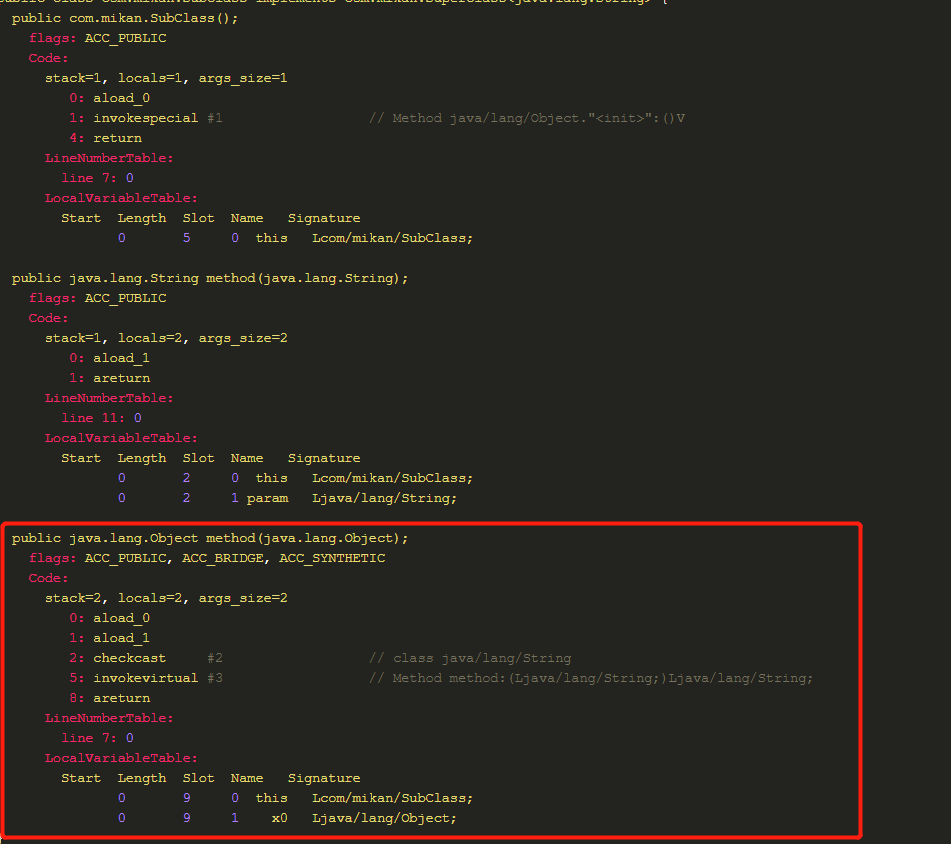 public class com.mikan.SubClass implements com.mikan.SuperClass<java.lang.String> {
public com.mikan.SubClass();
flags: ACC_PUBLIC
Code:
stack=1, locals=1, args_size=1
0: aload_0
1: invokespecial #1 // Method java/lang/Object."<init>":()V
4: return
LineNumberTable:
line 7: 0
LocalVariableTable:
Start Length Slot Name Signature
0 5 0 this Lcom/mikan/SubClass;
public java.lang.String method(java.lang.String);
flags: ACC_PUBLIC
Code:
stack=1, locals=2, args_size=2
0: aload_1
1: areturn
LineNumberTable:
line 11: 0
LocalVariableTable:
Start Length Slot Name Signature
0 2 0 this Lcom/mikan/SubClass;
0 2 1 param Ljava/lang/String;
public java.lang.Object method(java.lang.Object);
flags: ACC_PUBLIC, ACC_BRIDGE, ACC_SYNTHETIC
Code:
stack=2, locals=2, args_size=2
0: aload_0
1: aload_1
2: checkcast #2 // class java/lang/String
5: invokevirtual #3 // Method method:(Ljava/lang/String;)Ljava/lang/String;
8: areturn
LineNumberTable:
line 7: 0
LocalVariableTable:
Start Length Slot Name Signature
0 9 0 this Lcom/mikan/SubClass;
0 9 1 x0 Ljava/lang/Object;